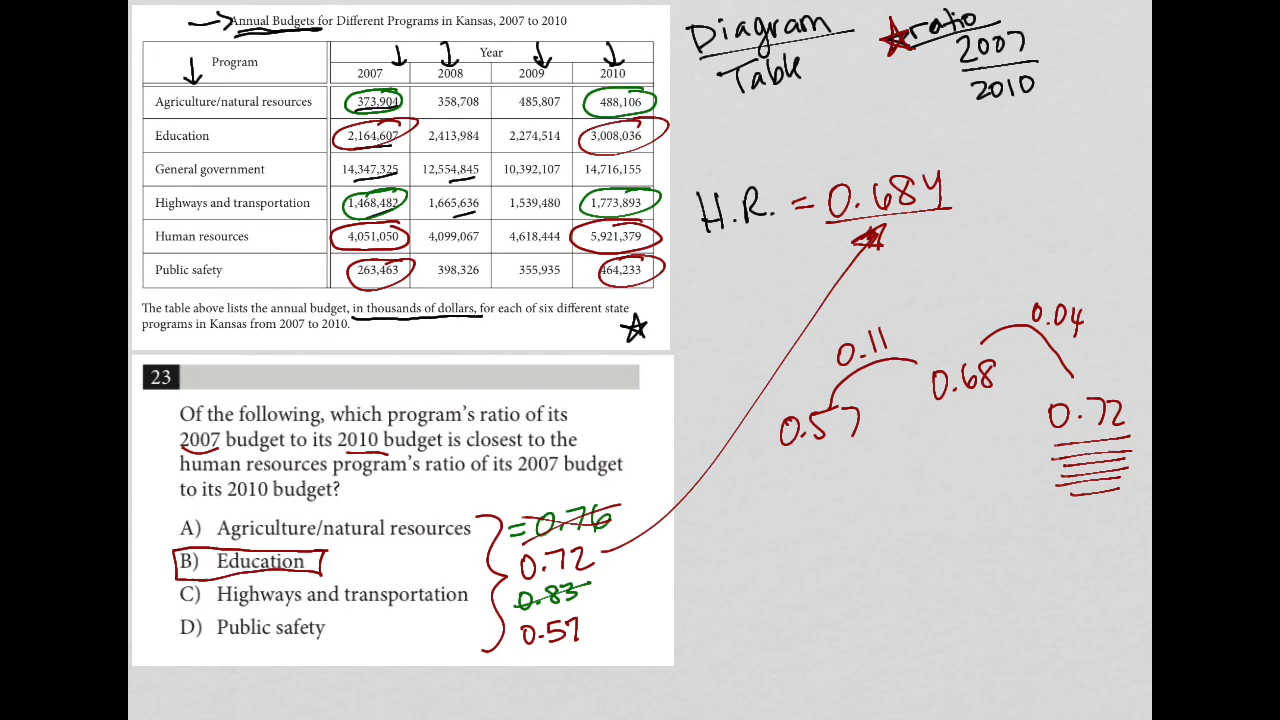 Annual Budgets for Different Programs in Kansas, 2007 to 2010
Program Year
2007 2008 2009 2010
Agriculture/natural resources 373,904 358,708 485,807 488,106
Education 2,164,607 2,413,984 2,274,514 3,008,036
General government 14,347,325 12,554,845 10,392,107 14,716,155
Highways and transportation 1,468,482 1,665,636 1,539,480 1,773,893
Human resources 4,051,050 4,099,067 4,618,444 5,921,379
Public safety 263,463 398,326 355,935 464,233
The table above lists the annual budget, in thousands of dollars, for each of six different state
programs in Kansas from 2007 to 2010.
23
Of the following, which program's ratio of its
2007 budget to its 2010 budget is closest to the
human resources program's ratio of its 2007 budget
to its 2010 budget?
A) Agriculture/natural resources = 0.76
B) Education 0.72
C) Highways and transportation 0.83
D) Public safety 0.57
Diagram
Table
ratio
2007
2010
H.R. = 0.684
0.11 0.04
0.57 0.68 0.72